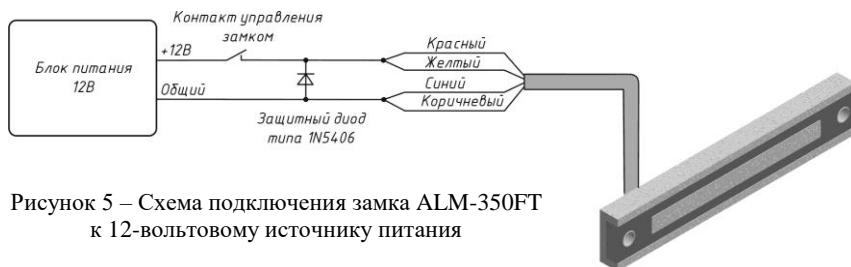 Контакт управления
замком
+12В
Красный
Желтый
Блок питания
12В
Синий
Общий
Коричневый
Защитный диод
типа 1N5406
Рисунок 5 – Схема подключения замка ALM-350FT
к 12-вольтовому источнику питания